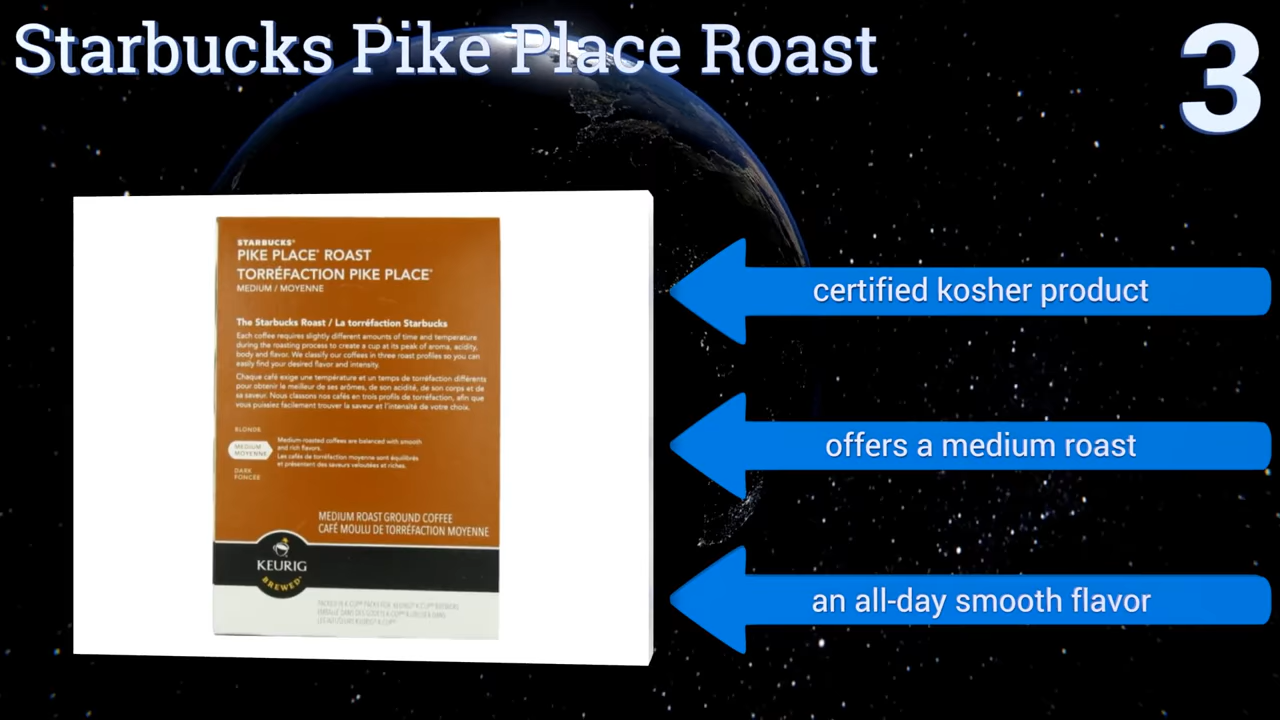 Starbucks Pike Place Roast
3
STARBUCKS®
PIKE PLACE® ROAST
TORRÉFACTION PIKE PLACE®
MEDIUM / MOYENNE
The Starbucks Roast / La torréfaction Starbucks
Each coffee requires slightly different amounts of time and temperature
during the roasting process to create a cup at its peak of aroma, acidity,
body and flavor. We classify our coffees in three roast profiles so you can
easily find your desired flavor and intensity.
Chaque café exige une température et un temps de torréfaction différents
pour obtenir le meilleur de ses arômes, de son acidité, de son corps et de
sa saveur. Nous classons nos cafés en trois profils de torréfaction, afin que
vous puissiez facilement trouver la saveur et l'intensité de votre choix.
BLONDE
MEDIUM
MOYENNE
Medium-roasted coffees are balanced with smooth
and rich flavors.
Les cafés de torréfaction moyenne sont équilibrés
et présentent des saveurs veloutées et riches.
DARK
FONCÉE
MEDIUM ROAST GROUND COFFEE
CAFÉ MOULU DE TORRÉFACTION MOYENNE
KEURIG
BREWED
certified kosher product
offers a medium roast
an all-day smooth flavor